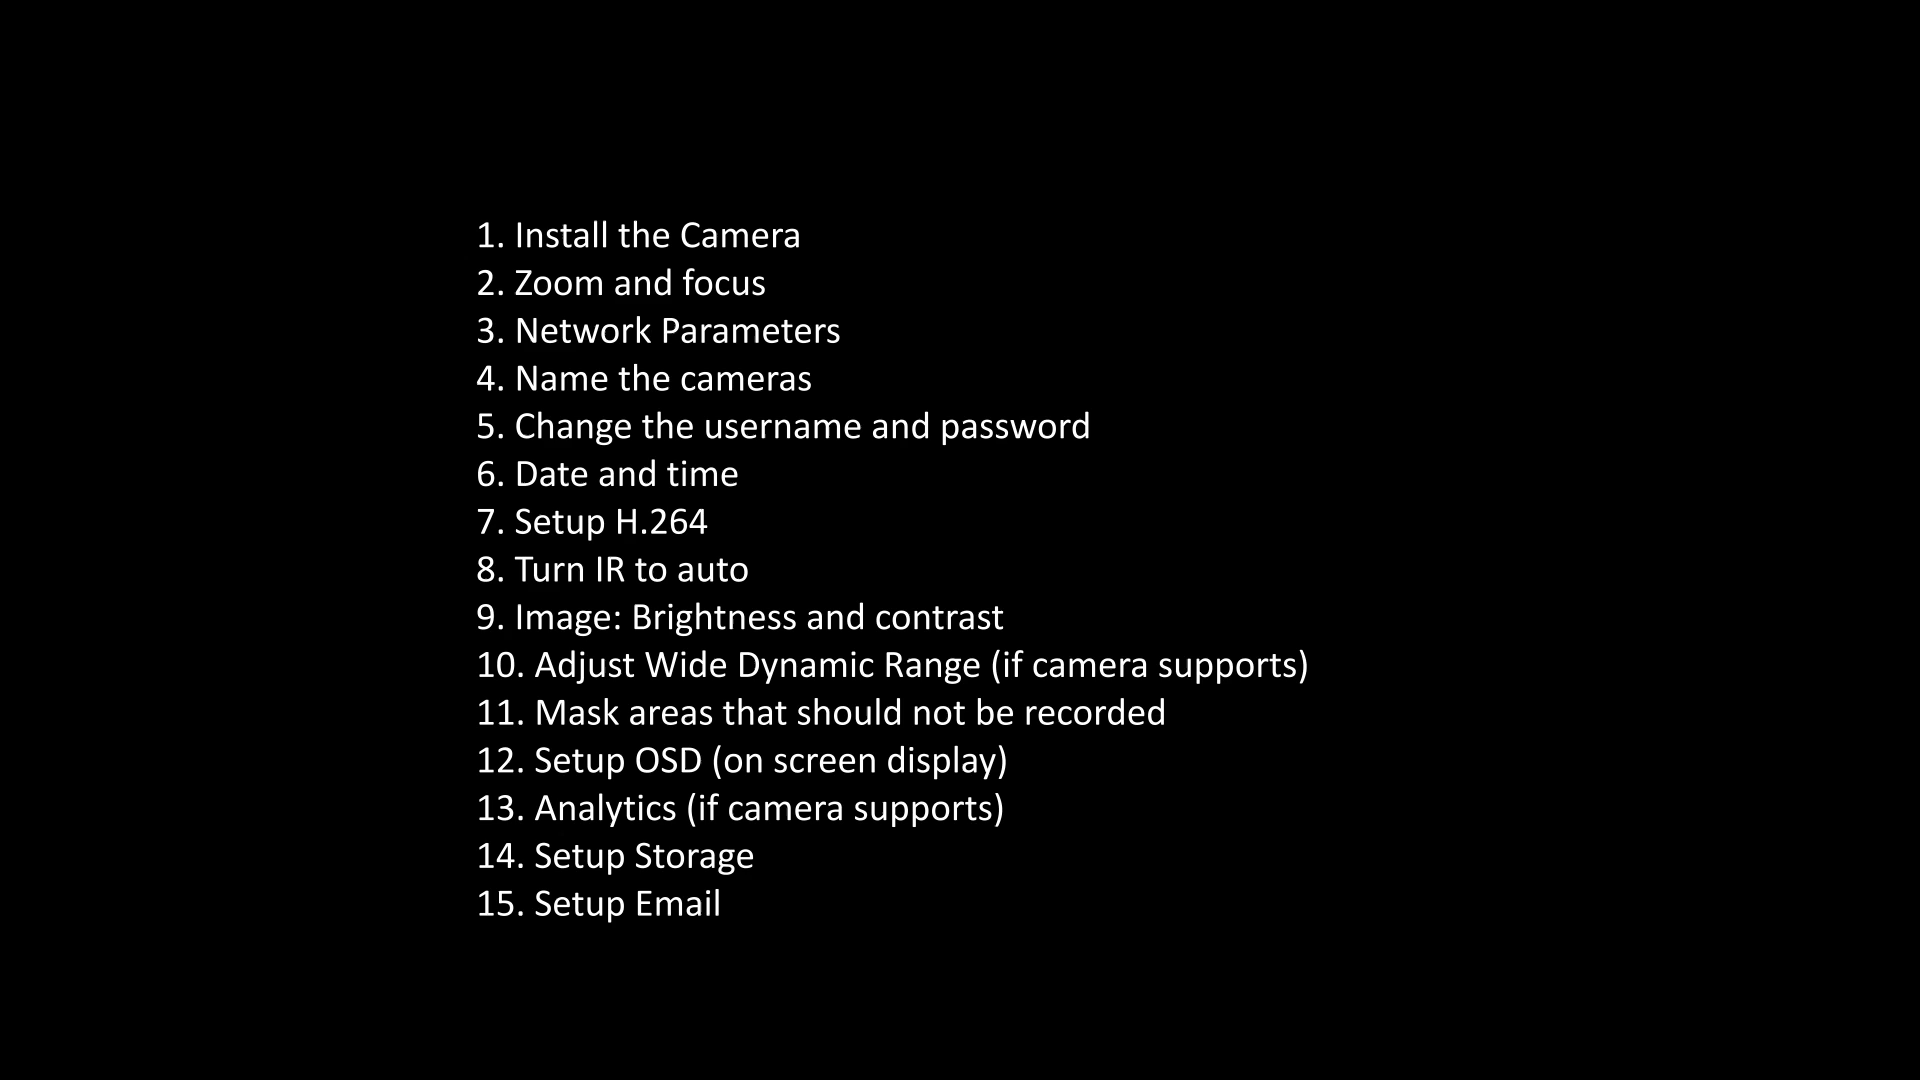 1. Install the Camera
2. Zoom and focus
3. Network Parameters
4. Name the cameras
5. Change the username and password
6. Date and time
7. Setup H.264
8. Turn IR to auto
9. Image: Brightness and contrast
10. Adjust Wide Dynamic Range (if camera supports)
11. Mask areas that should not be recorded
12. Setup OSD (on screen display)
13. Analytics (if camera supports)
14. Setup Storage
15. Setup Email